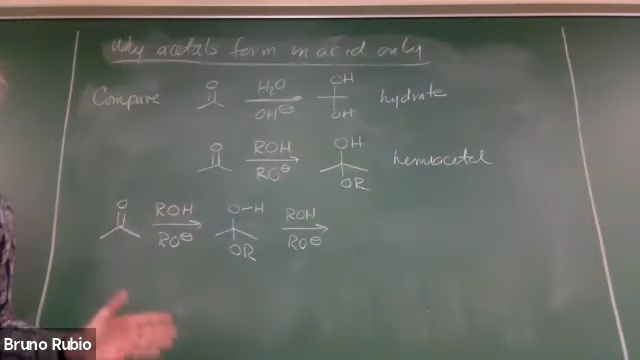 Why acetals form in acid only
Compare O H₂O OH⊖ OH OH hydrate
O ROH RO⊖ OH OR hemiacetal
O ROH RO⊖ O-H OR ROH RO⊖
Bruno Rubio